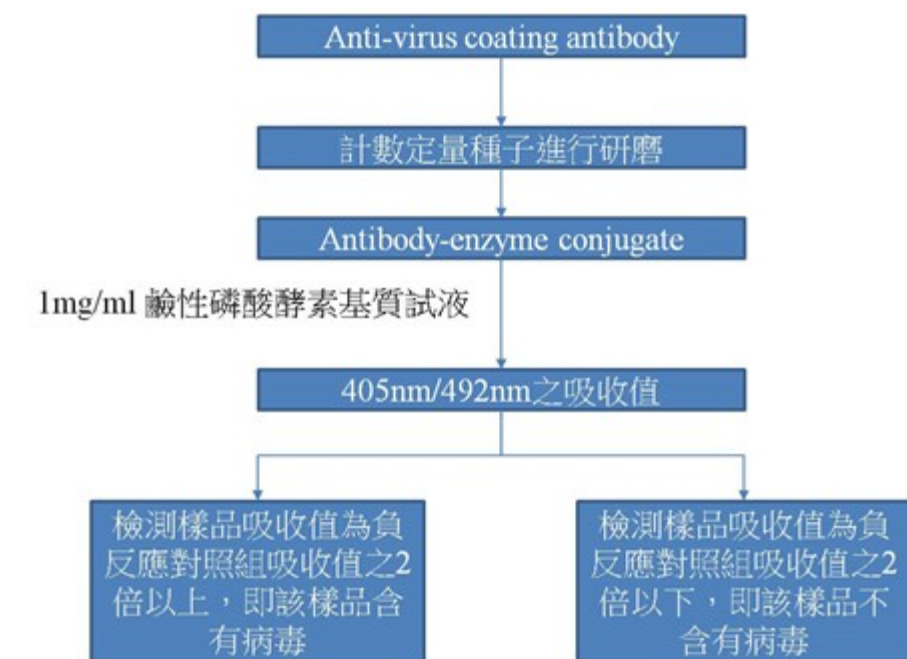 Anti-virus coating antibody
計數定量種子進行研磨
Antibody-enzyme conjugate
1mg/ml 鹼性磷酸酵素基質試液
405nm/492nm之吸收值
檢測樣品吸收值為負
反應對照組吸收值之2
倍以上，即該樣品含
有病毒
檢測樣品吸收值為負
反應對照組吸收值之2
倍以下，即該樣品不
含有病毒